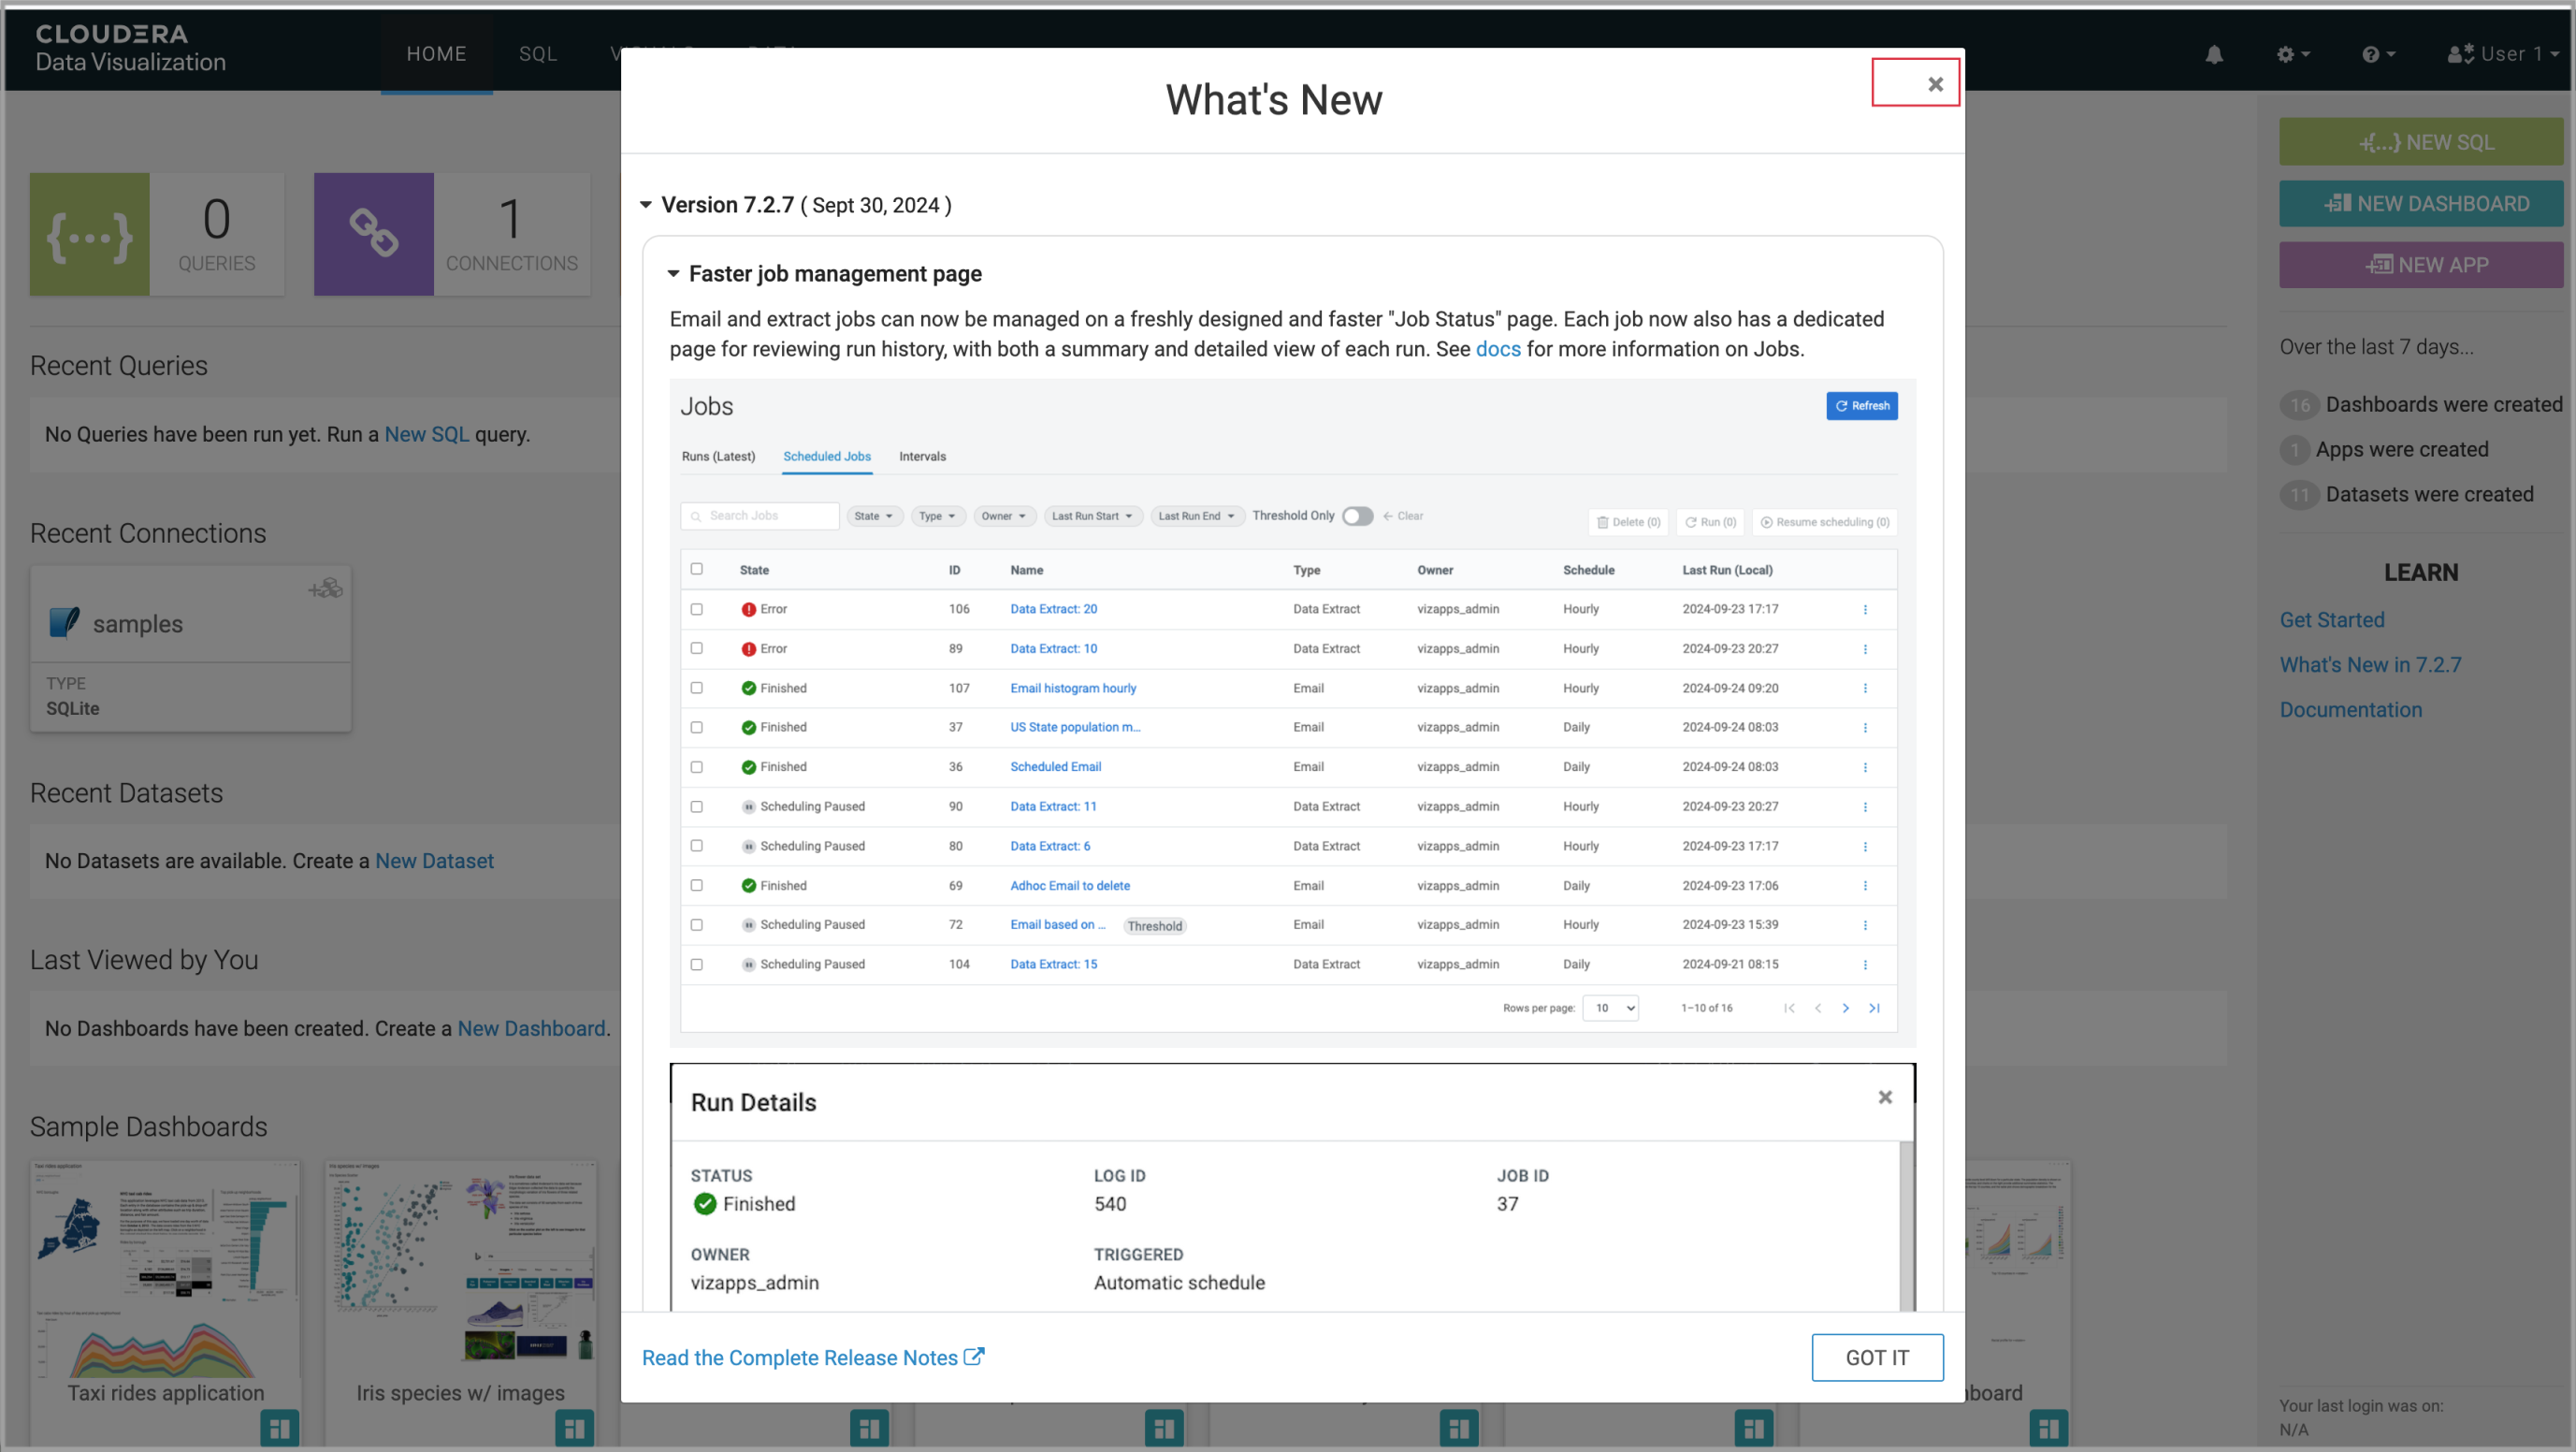 CLOUDERA
Data Visualization
HOME
SQL
User 1
What's New
Version 7.2.7 ( Sept 30, 2024 )
Faster job management page
Email and extract jobs can now be managed on a freshly designed and faster "Job Status" page. Each job now also has a dedicated
page for reviewing run history, with both a summary and detailed view of each run. See docs for more information on Jobs.
Jobs
Refresh
Runs (Latest) Scheduled Jobs Intervals
Search Jobs State Type Owner Last Run Start Last Run End Threshold Only Clear
Delete (0) Run (0) Resume scheduling (0)
State ID Name Type Owner Schedule Last Run (Local)
Error 106 Data Extract: 20 Data Extract vizapps_admin Hourly 2024-09-23 17:17
Error 89 Data Extract: 10 Data Extract vizapps_admin Hourly 2024-09-23 20:27
Finished 107 Email histogram hourly Email vizapps_admin Hourly 2024-09-24 09:20
Finished 37 US State population m... Email vizapps_admin Daily 2024-09-24 08:03
Finished 36 Scheduled Email Email vizapps_admin Daily 2024-09-24 08:03
Scheduling Paused 90 Data Extract: 11 Data Extract vizapps_admin Hourly 2024-09-23 20:27
Scheduling Paused 80 Data Extract: 6 Data Extract vizapps_admin Hourly 2024-09-23 17:17
Finished 69 Adhoc Email to delete Email vizapps_admin Daily 2024-09-23 17:06
Scheduling Paused 72 Email based on ... Threshold Email vizapps_admin Hourly 2024-09-23 15:39
Scheduling Paused 104 Data Extract: 15 Data Extract vizapps_admin Daily 2024-09-21 08:15
Rows per page: 10 1–10 of 16
Run Details
STATUS LOG ID JOB ID
Finished 540 37
OWNER TRIGGERED
vizapps_admin Automatic schedule
Read the Complete Release Notes
GOT IT
0
QUERIES
1
CONNECTIONS
Recent Queries
No Queries have been run yet. Run a New SQL query.
Recent Connections
samples
TYPE
SQLite
Recent Datasets
No Datasets are available. Create a New Dataset
Last Viewed by You
No Dashboards have been created. Create a New Dashboard.
Sample Dashboards
Taxi rides application
Iris species w/ images
board
+{...} NEW SQL
NEW DASHBOARD
NEW APP
Over the last 7 days...
16 Dashboards were created
1 Apps were created
11 Datasets were created
LEARN
Get Started
What's New in 7.2.7
Documentation
Your last login was on:
N/A